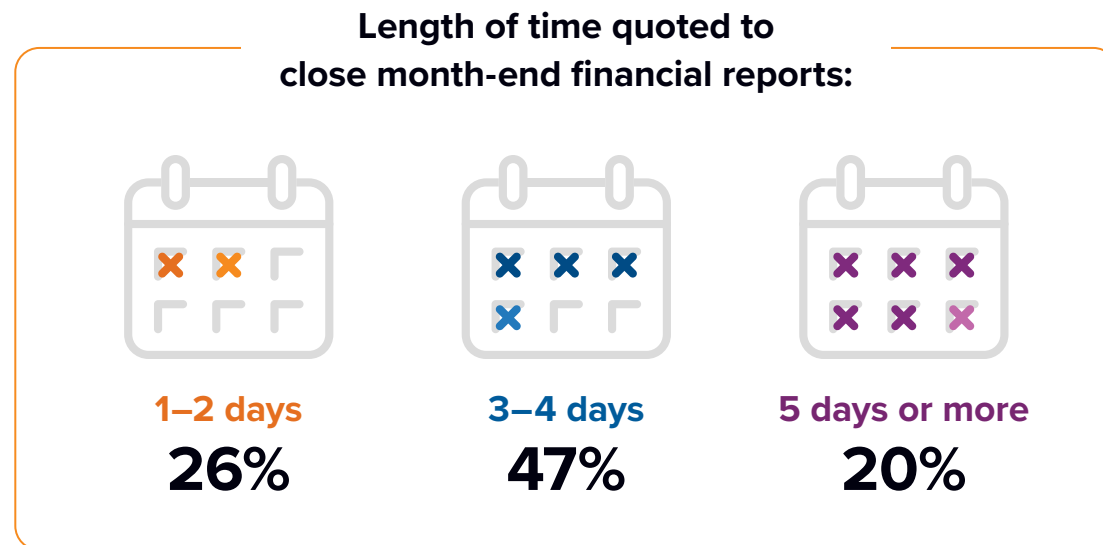 Length of time quoted to
close month-end financial reports:
1–2 days
26%
3–4 days
47%
5 days or more
20%